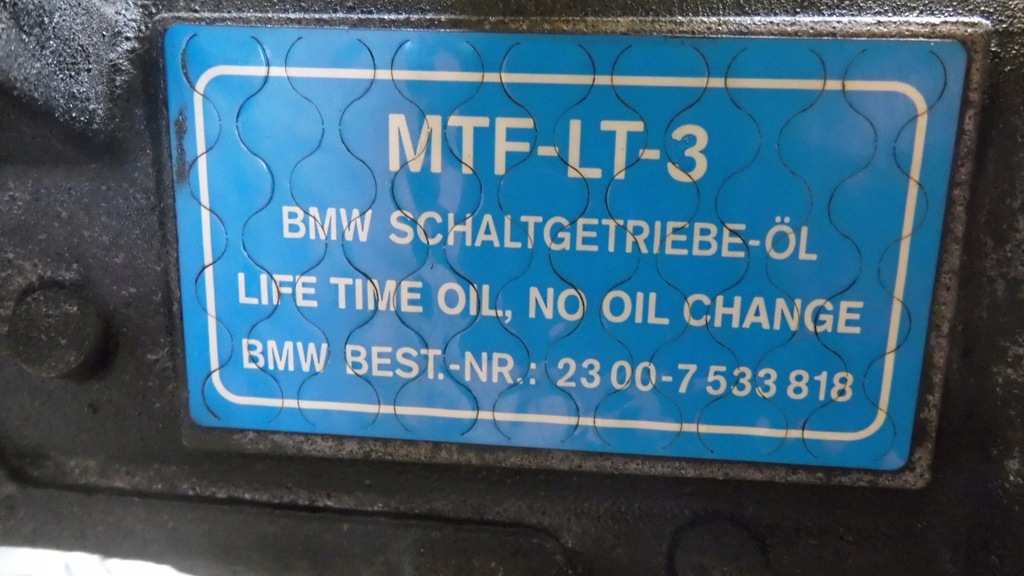 MTF-LT-3
BMW SCHALTGETRIEBE-ÖL
LIFE TIME OIL, NO OIL CHANGE
BMW BEST.-NR.: 23 00-7 533 818